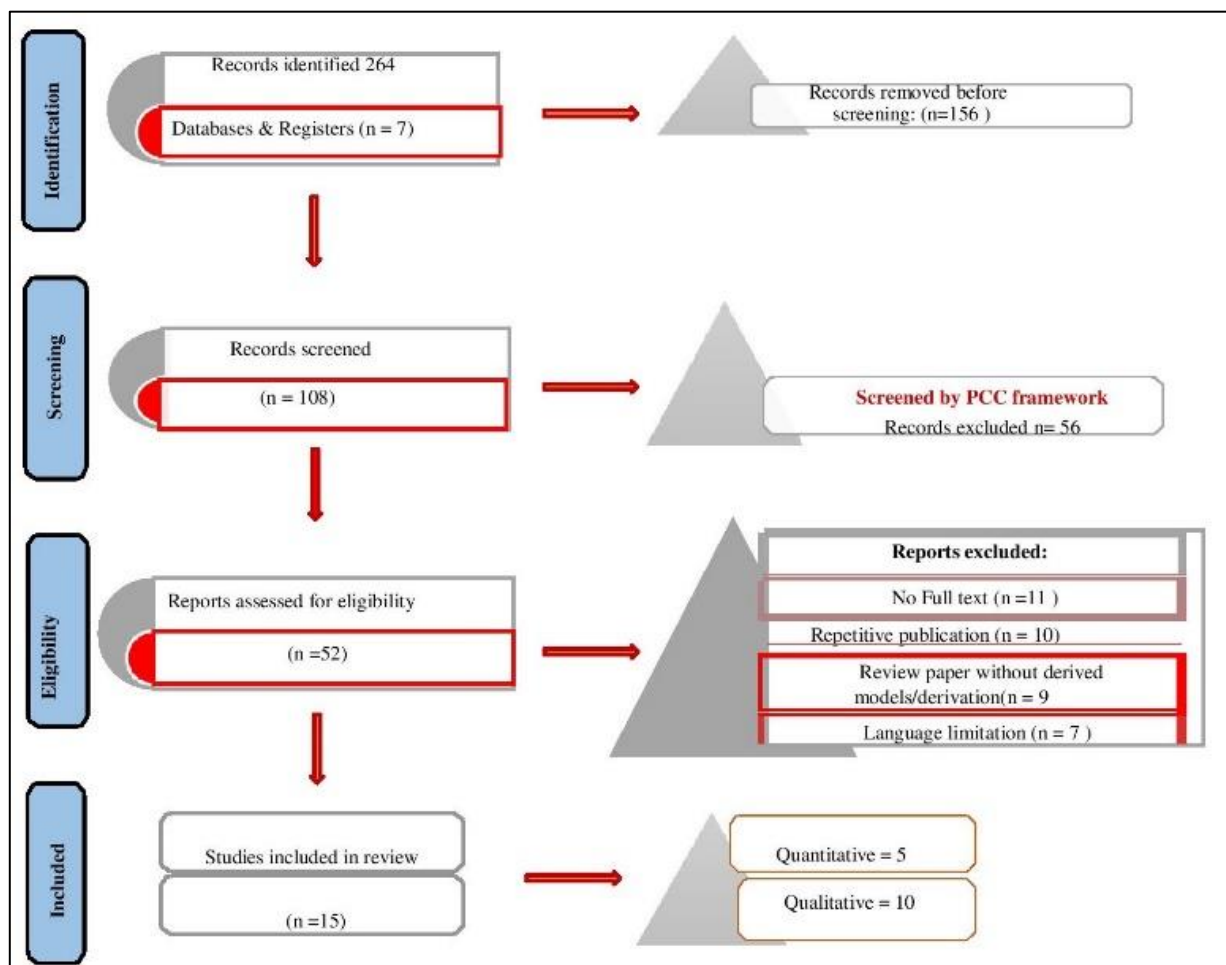 Identification
Records identified 264
Databases & Registers (n = 7)
Records removed before
screening: (n=156 )
Screening
Records screened
(n = 108)
Screened by PCC framework
Records excluded n= 56
Eligibility
Reports assessed for eligibility
(n =52)
Reports excluded:
No Full text (n =11 )
Repetitive publication (n = 10)
Review paper without derived
models/derivation(n = 9
Language limitation (n = 7 )
Included
Studies included in review
(n =15)
Quantitative = 5
Qualitative = 10